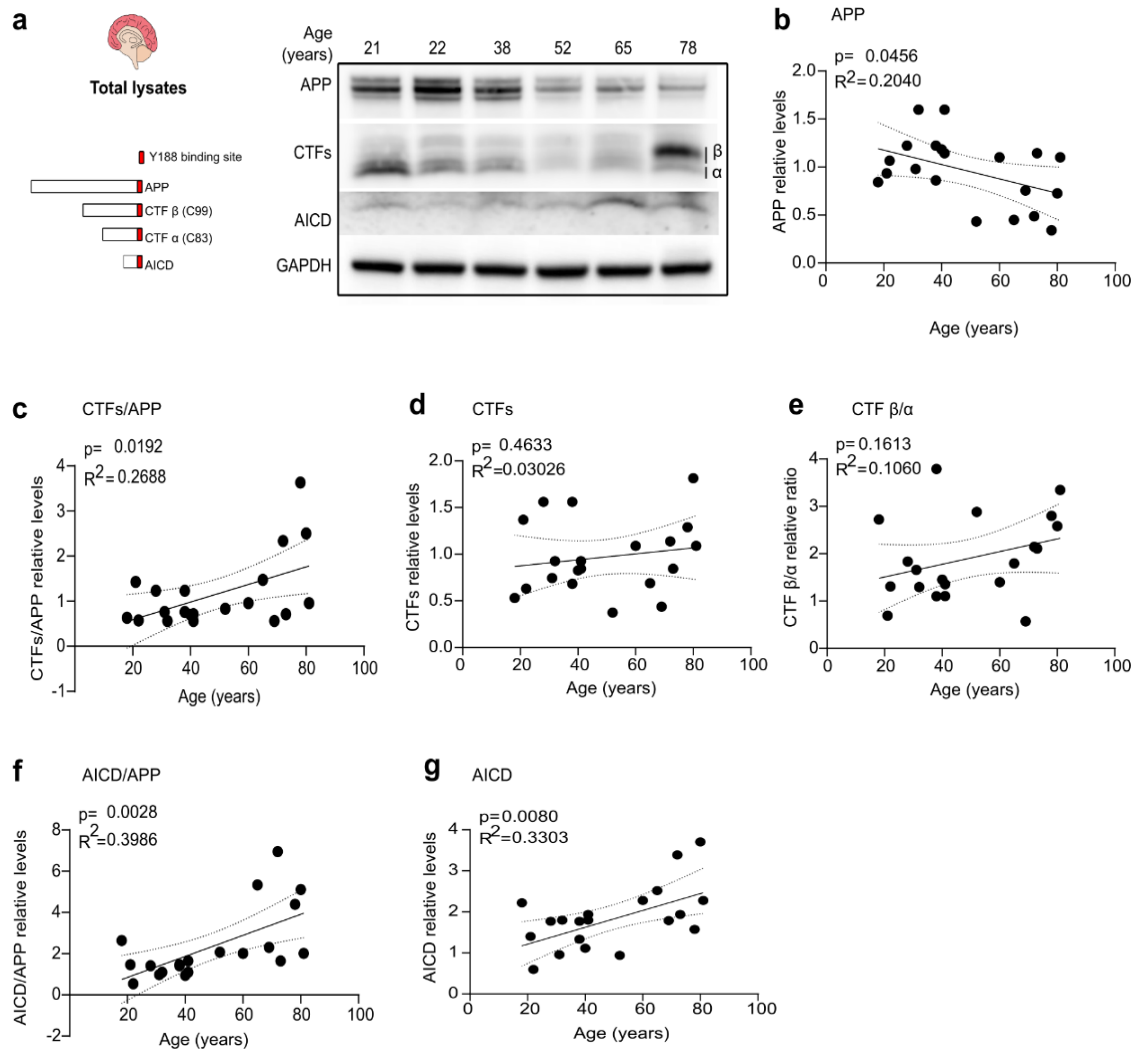 a
Total lysates
Y188 binding site
APP
CTF β (C99)
CTF α (C83)
AICD
Age
(years)
21 22 38 52 65 78
APP
CTFs
β
α
AICD
GAPDH
b
APP
p= 0.0456
R2=0.2040
APP relative levels
2.0
1.5
1.0
0.5
0.0
0 20 40 60 80 100
Age (years)
c
CTFs/APP
p= 0.0192
R2=0.2688
CTFs/APP relative levels
4
3
2
1
0
-1
20 40 60 80 100
Age (years)
d
CTFs
p= 0.4633
R2=0.03026
CTFs relative levels
2.0
1.5
1.0
0.5
0.0
0 20 40 60 80 100
Age (years)
e
CTF β/α
p= 0.1613
R2=0.1060
CTF β/α relative ratio
4
3
2
1
0
0 20 40 60 80 100
Age (years)
f
AICD/APP
p= 0.0028
R2=0.3986
AICD/APP relative levels
8
6
4
2
0
-2
20 40 60 80 100
Age (years)
g
AICD
p=0.0080
R2=0.3303
AICD relative levels
4
3
2
1
0
0 20 40 60 80 100
Age (years)